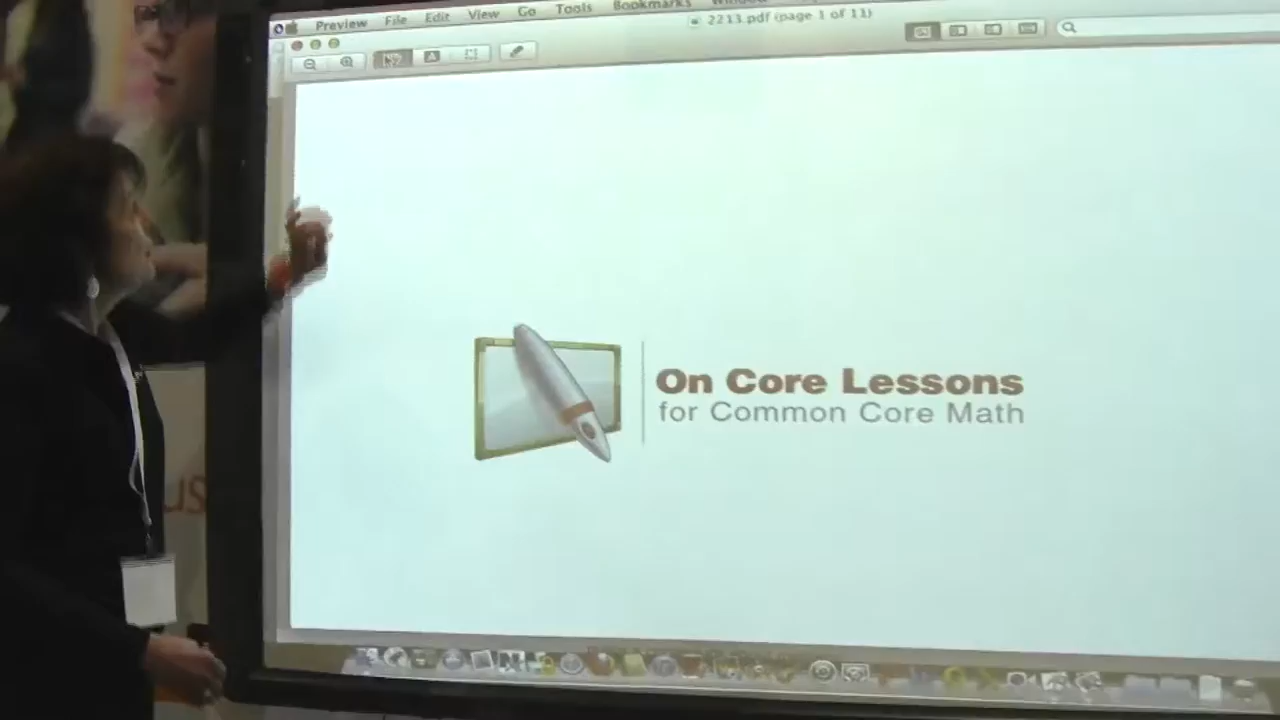 Preview File Edit View Go Tools Bookmarks Window
2213.pdf (page 1 of 11)
On Core Lessons
for Common Core Math
us